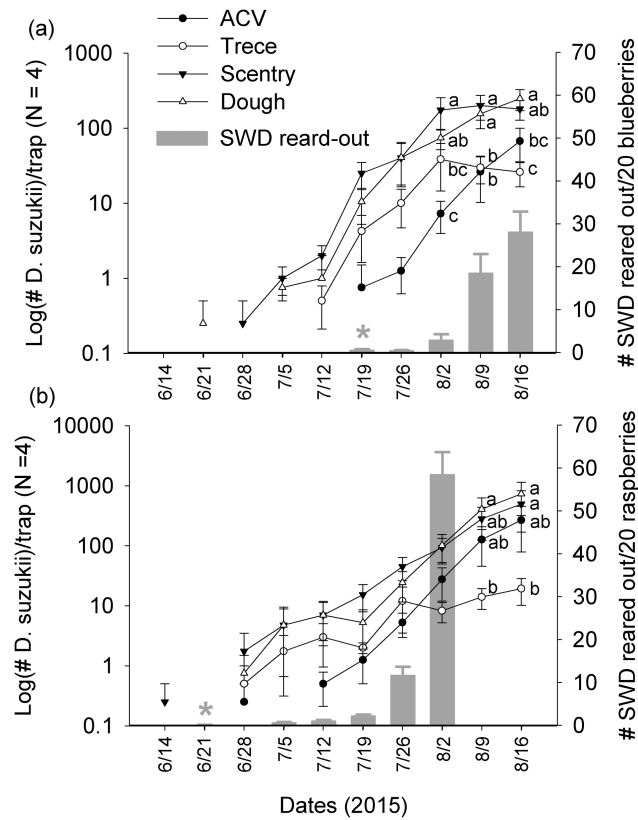 (a)
ACV
Trece
Scentry
Dough
SWD reard-out
Log(# D. suzukii)/trap (N = 4)
1000
100
10
1
0.1
a
a
a
ab
ab
b
bc
bc
b
c
c
*
70
60
50
40
30
20
10
0
# SWD reared out/20 blueberries
6/14
6/21
6/28
7/5
7/12
7/19
7/26
8/2
8/9
8/16
(b)
Log(# D. suzukii)/trap (N =4)
10000
1000
100
10
1
0.1
a
a
a
ab
ab
ab
b
b
*
70
60
50
40
30
20
10
0
# SWD reared out/20 raspberries
6/14
6/21
6/28
7/5
7/12
7/19
7/26
8/2
8/9
8/16
Dates (2015)